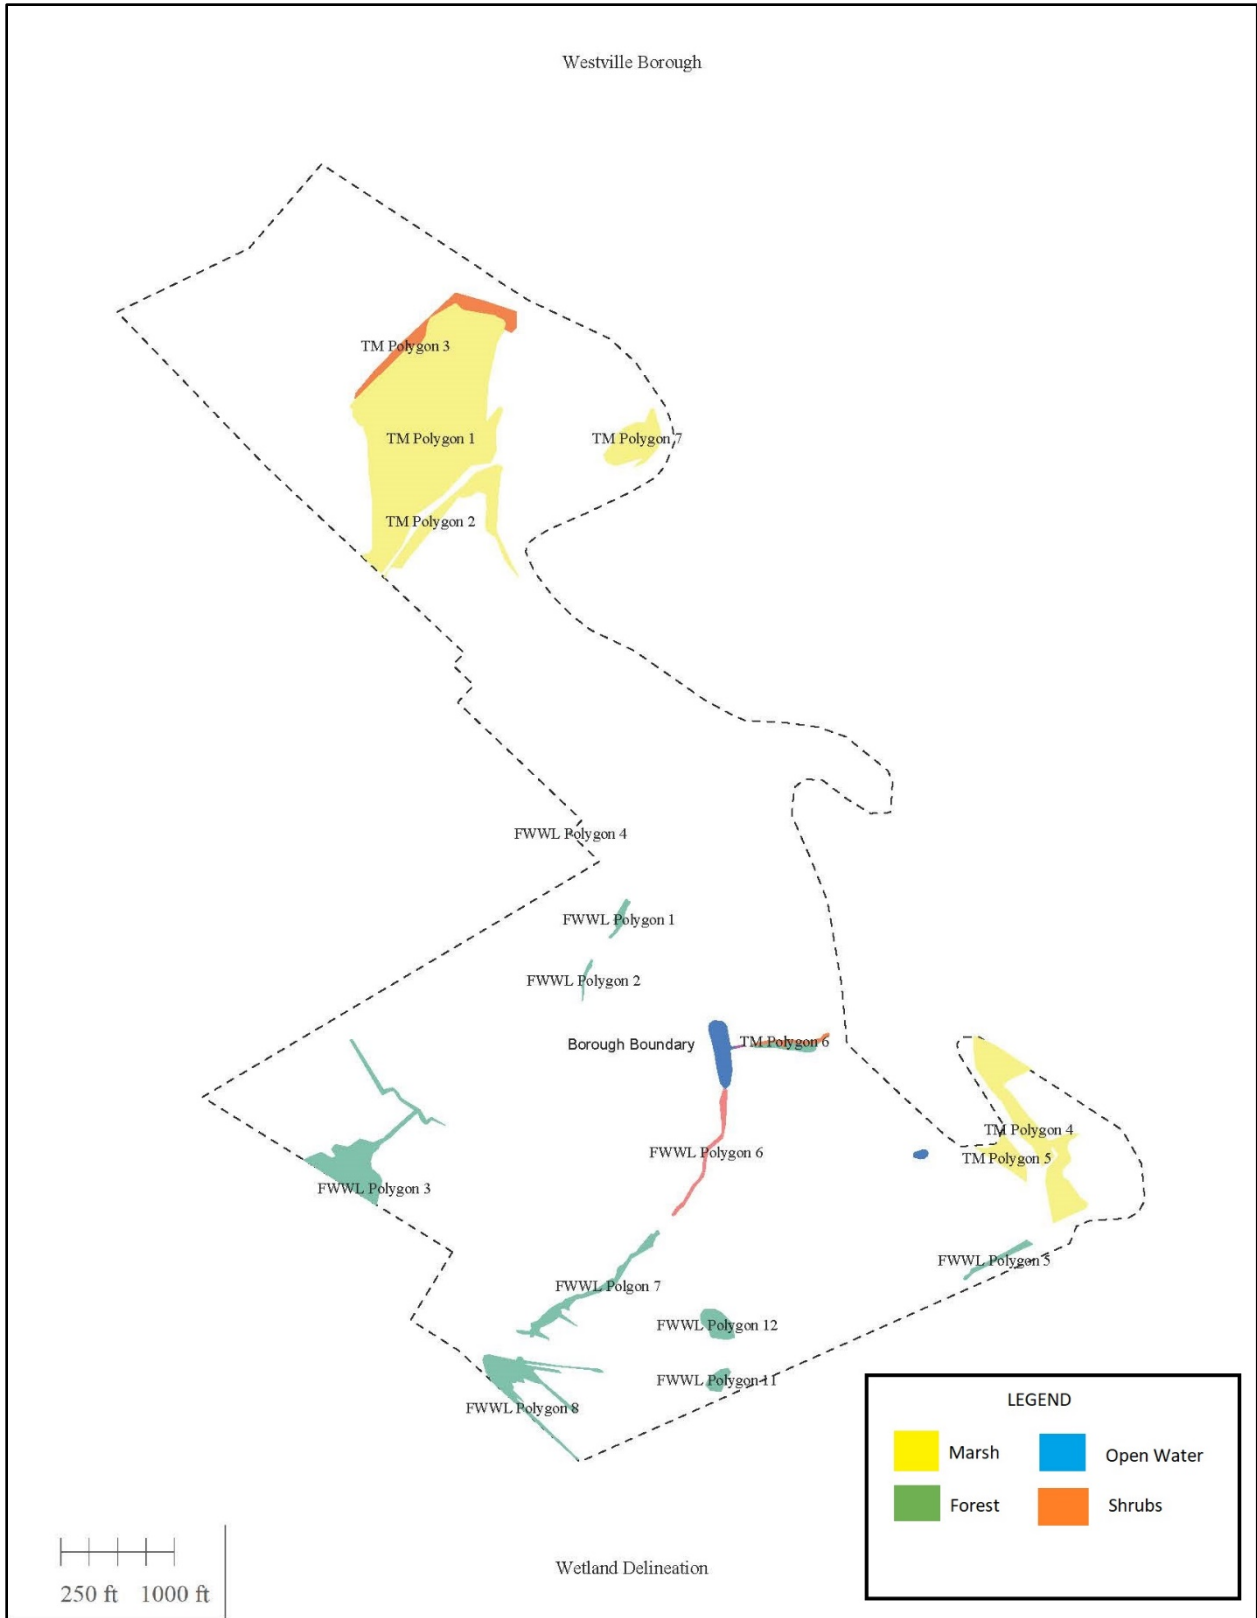 Westville Borough
TM Polygon 3
TM Polygon 1
TM Polygon 7
TM Polygon 2
FWWL Polygon 4
FWWL Polygon 1
FWWL Polygon 2
Borough Boundary
TM Polygon 6
TM Polygon 4
FWWL Polygon 6
TM Polygon 5
FWWL Polygon 3
FWWL Polygon 5
FWWL Polgon 7
FWWL Polygon 12
FWWL Polygon 11
FWWL Polygon 8
LEGEND
Marsh
Open Water
Forest
Shrubs
250 ft 1000 ft
Wetland Delineation